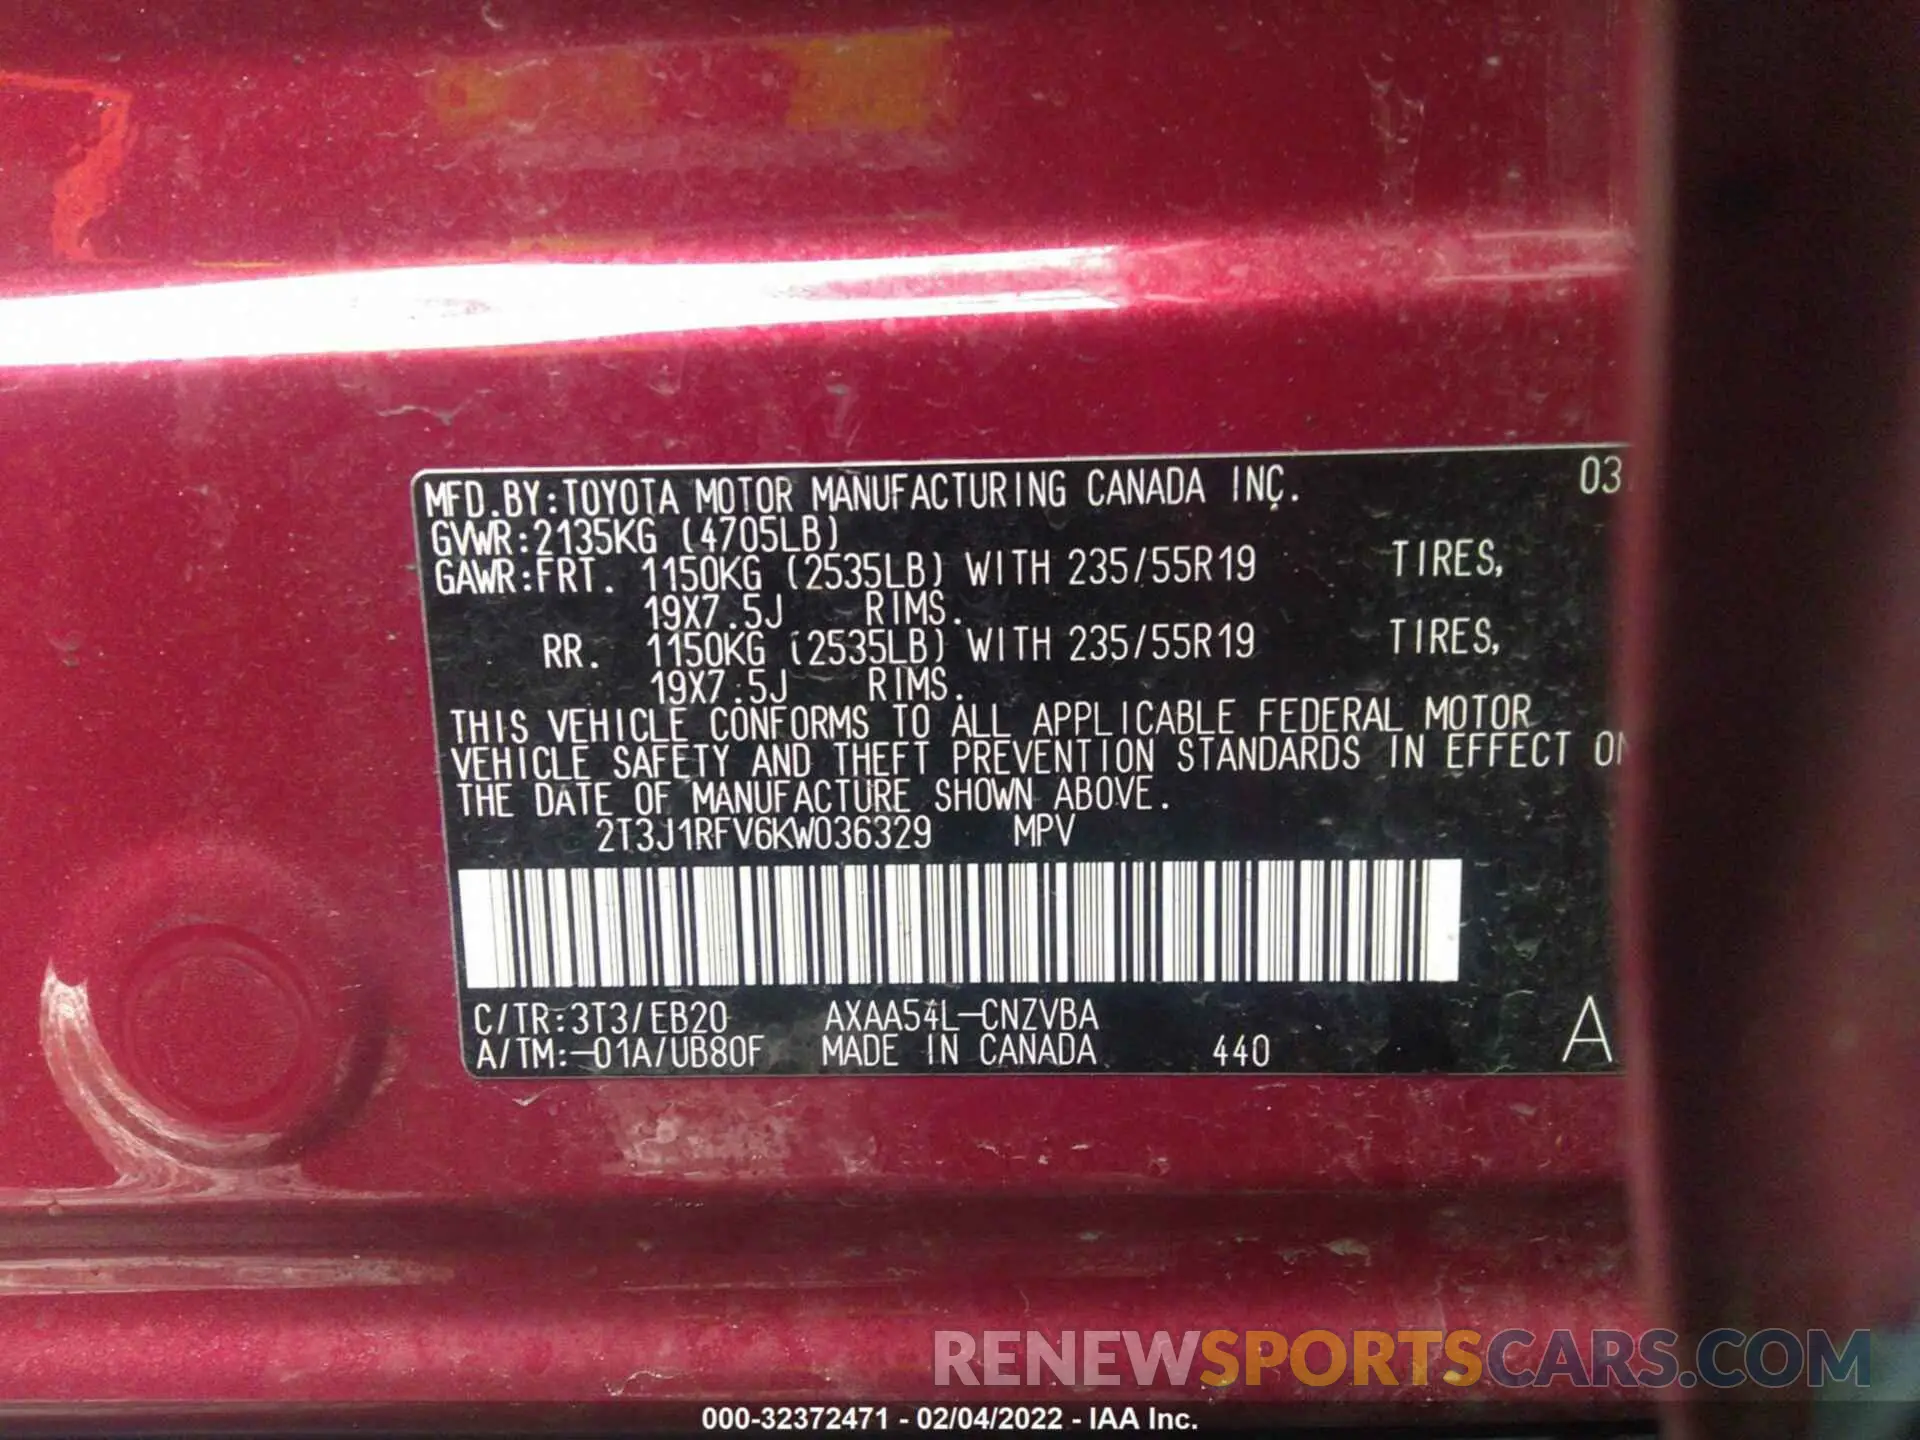 MFD.BY:TOYOTA MOTOR MANUFACTURING CANADA INC. 03
GVWR:2135KG (4705LB)
GAWR:FRT. 1150KG (2535LB) WITH 235/55R19 TIRES,
19X7.5J RIMS.
RR. 1150KG (2535LB) WITH 235/55R19 TIRES,
19X7.5J RIMS.
THIS VEHICLE CONFORMS TO ALL APPLICABLE FEDERAL MOTOR
VEHICLE SAFETY AND THEFT PREVENTION STANDARDS IN EFFECT ON
THE DATE OF MANUFACTURE SHOWN ABOVE.
2T3J1RFV6KW036329 MPV
C/TR:3T3/EB20 AXAA54L-CNZVBA
A/TM:-01A/UB80F MADE IN CANADA 440 A
RENEWSPORTSCARS.COM
000-32372471 - 02/04/2022 - IAA Inc.